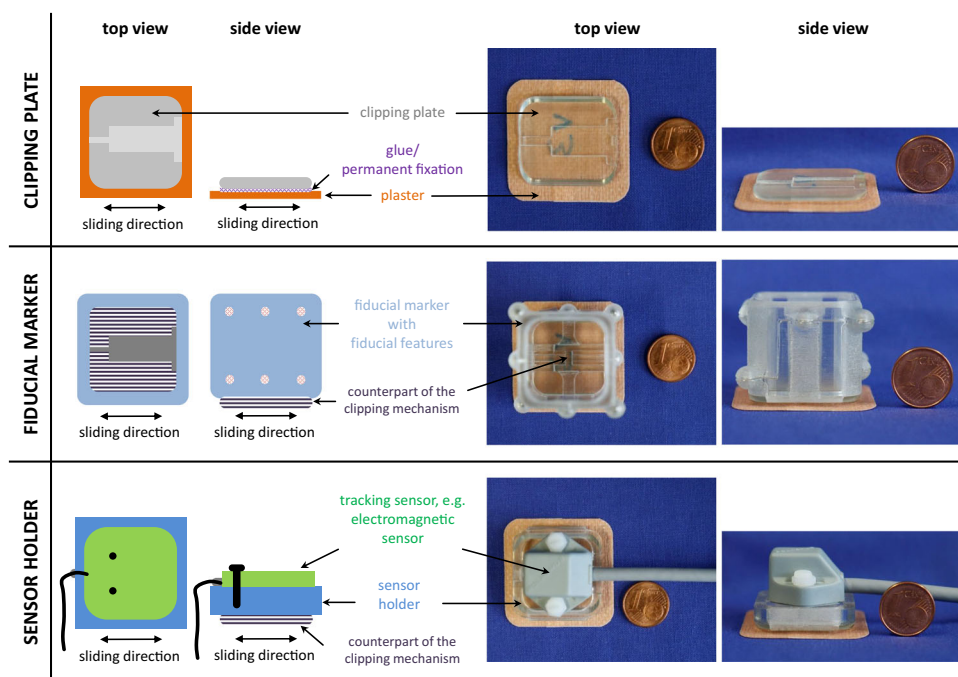 top view
side view
top view
side view
CLIPPING PLATE
clipping plate
glue/
permanent fixation
plaster
sliding direction
sliding direction
FIDUCIAL MARKER
fiducial marker
with
fiducial features
counterpart of the
clipping mechanism
sliding direction
sliding direction
SENSOR HOLDER
tracking sensor, e.g.
electromagnetic
sensor
sensor
holder
counterpart of the
clipping mechanism
sliding direction
sliding direction